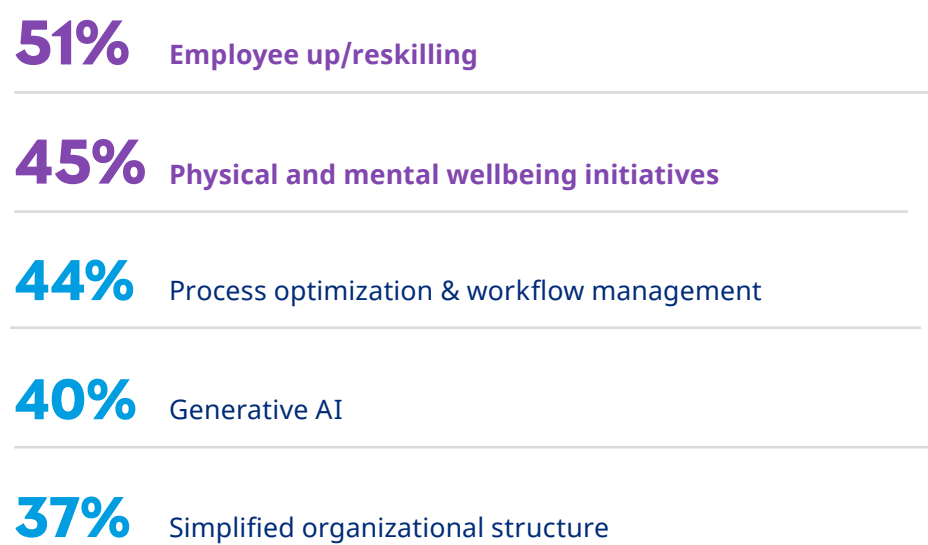 51% Employee up/reskilling
45% Physical and mental wellbeing initiatives
44% Process optimization & workflow management
40% Generative AI
37% Simplified organizational structure